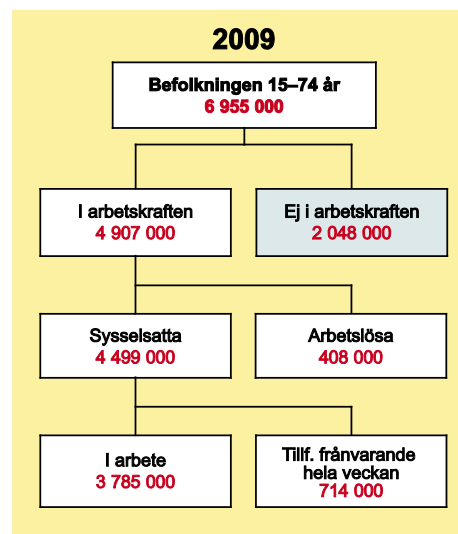 2009
Befolkningen 15–74 år
6 955 000
I arbetskraften
4 907 000
Ej i arbetskraften
2 048 000
Sysselsatta
4 499 000
Arbetslösa
408 000
I arbete
3 785 000
Tillf. frånvarande
hela veckan
714 000